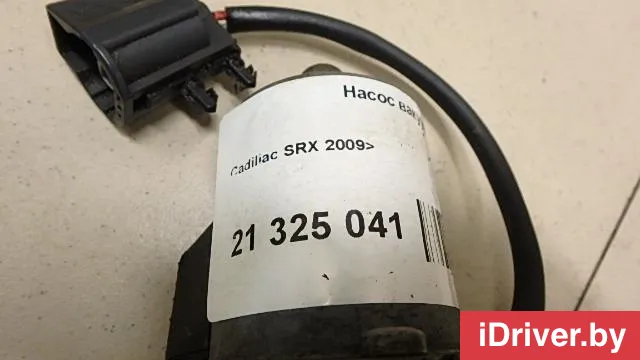 Насос
Cadillac SRX 2009>
21 325 041
iDriver.by